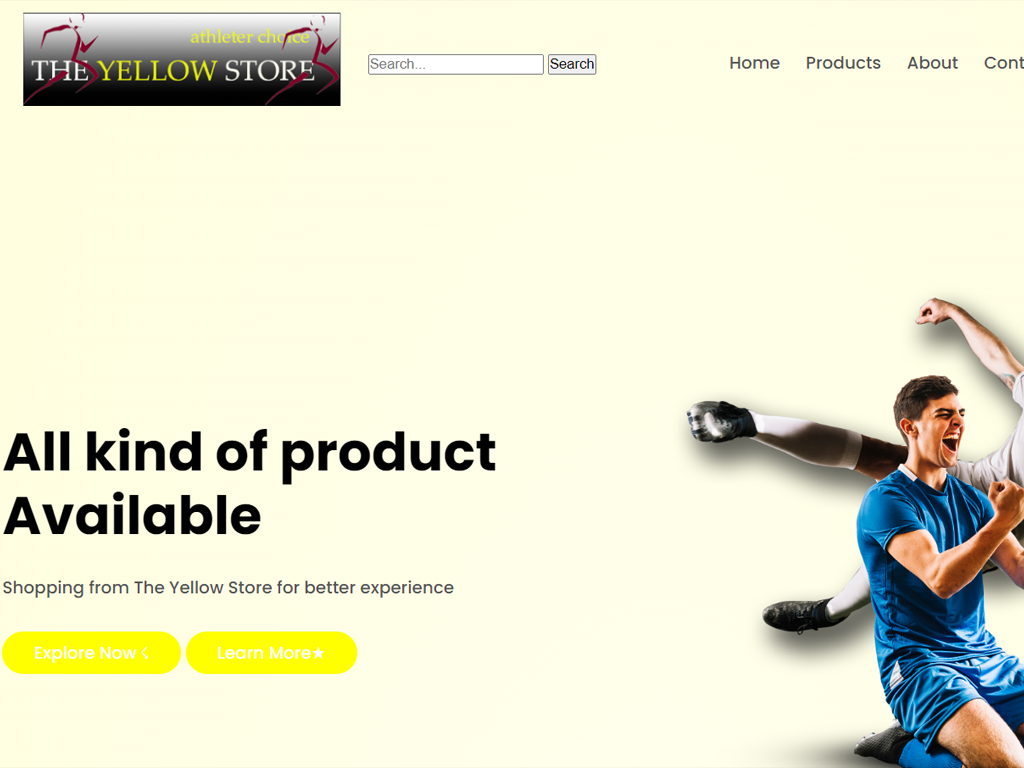 athleter choice
THE YELLOW STORE
Search...
Search
Home
Products
About
Cont
All kind of product
Available
Shopping from The Yellow Store for better experience
Explore Now ☇
Learn More★